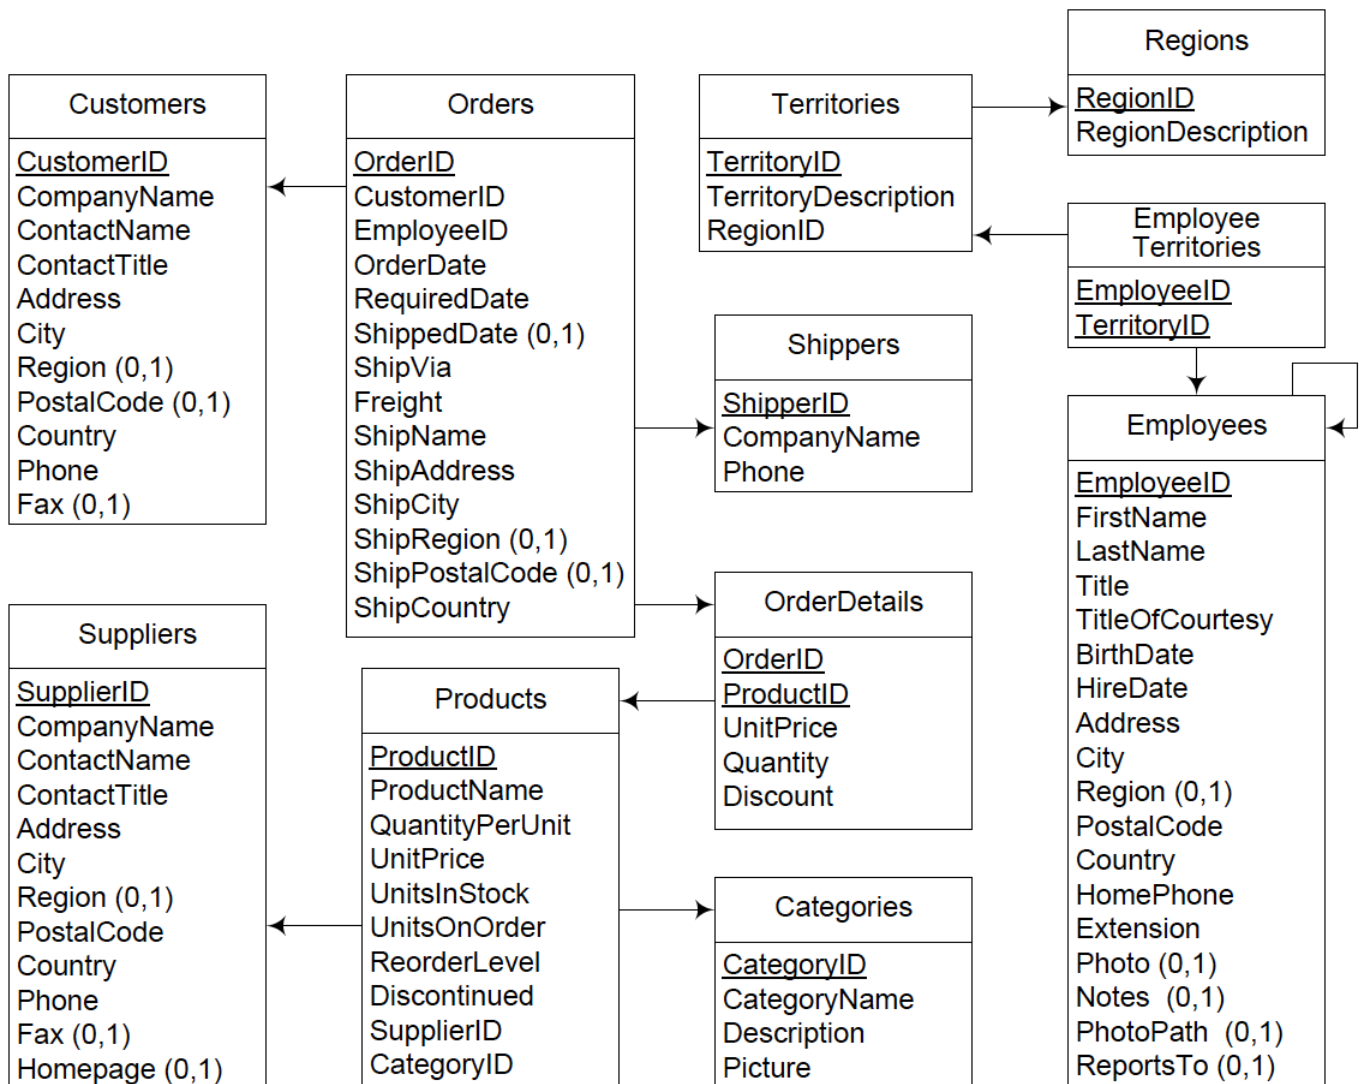 Customers
CustomerID
CompanyName
ContactName
ContactTitle
Address
City
Region (0,1)
PostalCode (0,1)
Country
Phone
Fax (0,1)
Orders
OrderID
CustomerID
EmployeeID
OrderDate
RequiredDate
ShippedDate (0,1)
ShipVia
Freight
ShipName
ShipAddress
ShipCity
ShipRegion (0,1)
ShipPostalCode (0,1)
ShipCountry
Territories
TerritoryID
TerritoryDescription
RegionID
Regions
RegionID
RegionDescription
Employee
Territories
EmployeeID
TerritoryID
Shippers
ShipperID
CompanyName
Phone
Employees
EmployeeID
FirstName
LastName
Title
TitleOfCourtesy
BirthDate
HireDate
Address
City
Region (0,1)
PostalCode
Country
HomePhone
Extension
Photo (0,1)
Notes  (0,1)
PhotoPath  (0,1)
ReportsTo (0,1)
OrderDetails
OrderID
ProductID
UnitPrice
Quantity
Discount
Suppliers
SupplierID
CompanyName
ContactName
ContactTitle
Address
City
Region (0,1)
PostalCode
Country
Phone
Fax (0,1)
Homepage (0,1)
Products
ProductID
ProductName
QuantityPerUnit
UnitPrice
UnitsInStock
UnitsOnOrder
ReorderLevel
Discontinued
SupplierID
CategoryID
Categories
CategoryID
CategoryName
Description
Picture